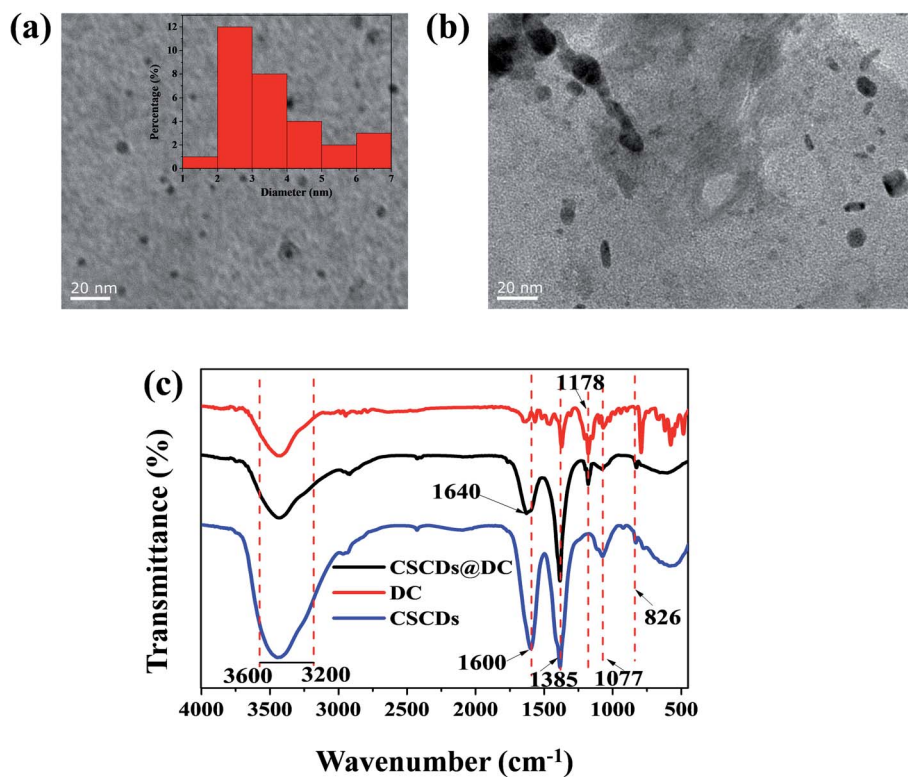 (a)
12
10
8
6
4
2
0
Percentage (%)
1 2 3 4 5 6 7
Diameter (nm)
20 nm
(b)
20 nm
(c)
1178
1640
CSCDs@DC
DC
CSCDs
826
3600 3200
1600
1385
1077
Transmittance (%)
4000 3500 3000 2500 2000 1500 1000 500
Wavenumber (cm-1)